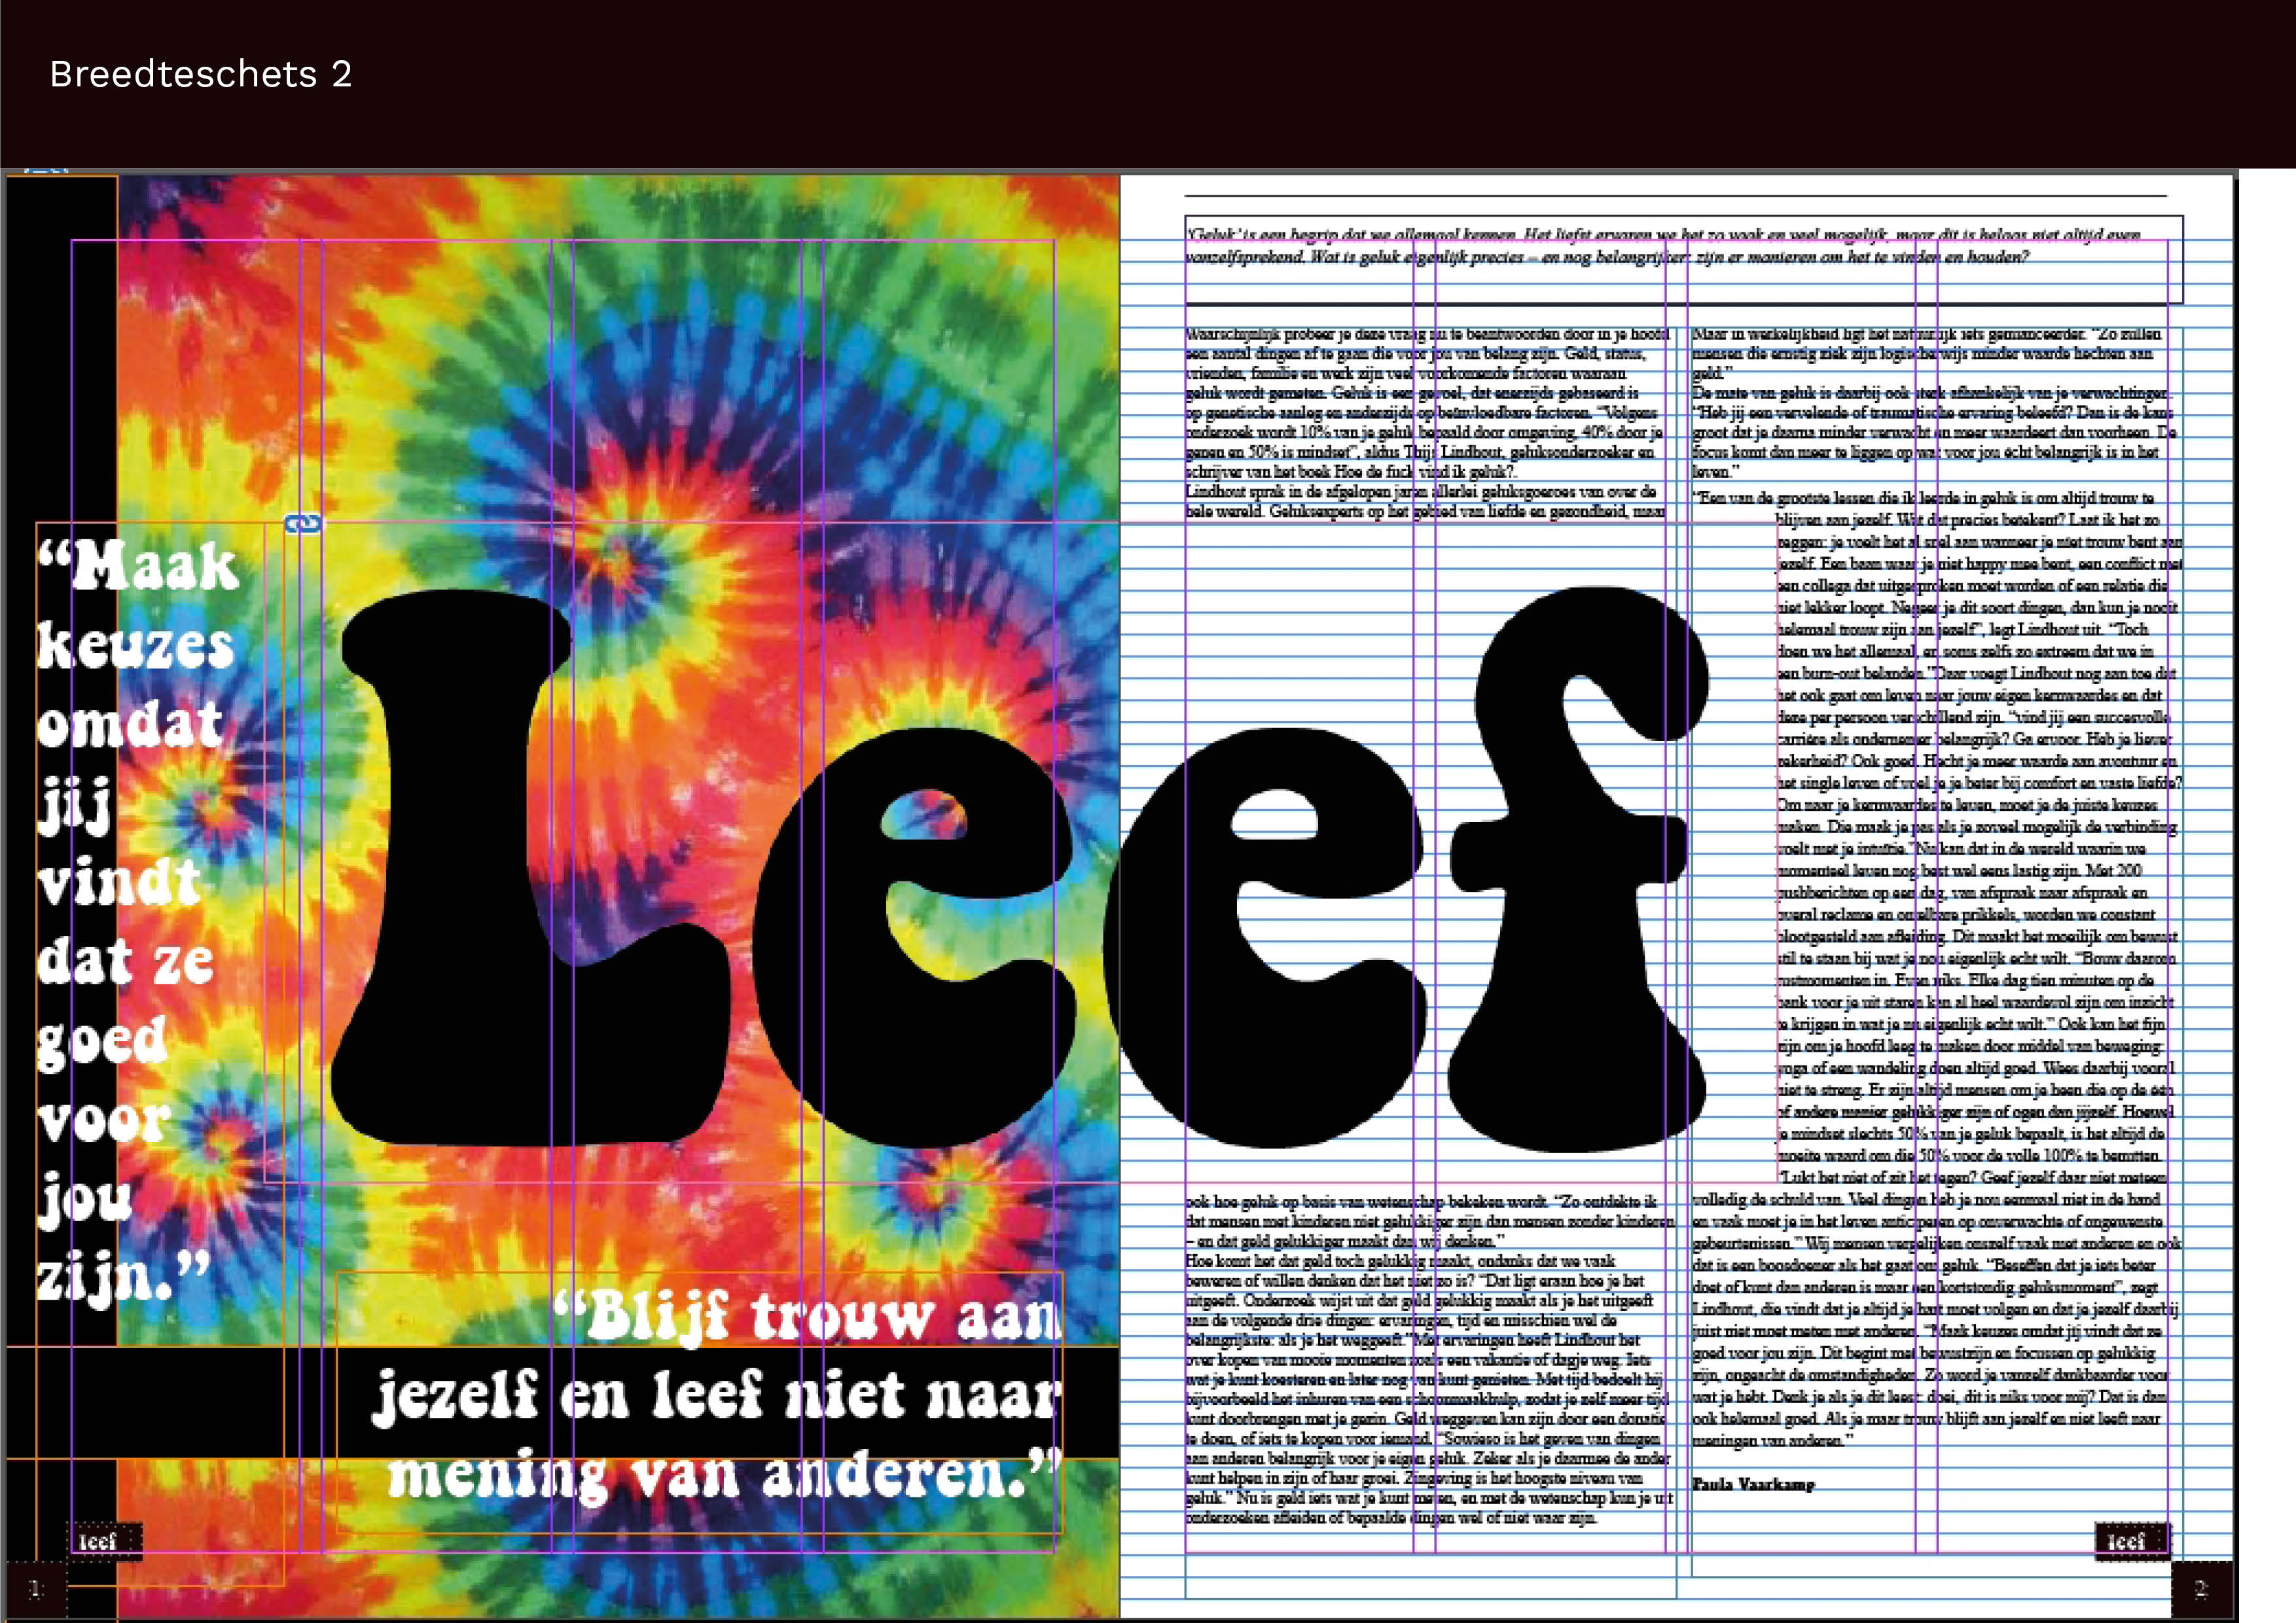 Breedteschets 2
“Maak
keuzes
omdat
jij
vindt
dat ze
goed
voor
jou
zijn.”
Leef
“Blijf trouw aan
jezelf en leef niet naar
mening van anderen.”
leef
1
‘Geluk’ is een begrip dat we allemaal kennen. Het liefst ervaren we het zo vaak en veel mogelijk, maar dit is helaas niet altijd even
vanzelfsprekend. Wat is geluk eigenlijk precies – en nog belangrijker: zijn er manieren om het te vinden en houden?
Waarschijnlijk probeer je deze vraag nu te beantwoorden door in je hoofd
een aantal dingen af te gaan die voor jou van belang zijn. Geld, status,
vrienden, familie en werk zijn veel voorkomende factoren waaraan
geluk wordt gemeten. Geluk is een gevoel, dat enerzijds gebaseerd is
op genetische aanleg en anderzijds op beïnvloedbare factoren. “Volgens
onderzoek wordt 10% van je geluk bepaald door omgeving, 40% door je
genen en 50% is mindset”, aldus Thijs Lindhout, geluksonderzoeker en
schrijver van het boek Hoe de fuck vind ik geluk?.
Lindhout sprak in de afgelopen jaren allerlei geluksgoeroes van over de
hele wereld. Geluksexperts op het gebied van liefde en gezondheid, maar
ook hoe geluk op basis van wetenschap bekeken wordt. “Zo ontdekte ik
dat mensen met kinderen niet gelukkiger zijn dan mensen zonder kinderen
– en dat geld gelukkiger maakt dan wij denken.”
Hoe komt het dat geld toch gelukkig maakt, ondanks dat we vaak
beweren of willen denken dat het niet zo is? “Dat ligt eraan hoe je het
uitgeeft. Onderzoek wijst uit dat geld gelukkig maakt als je het uitgeeft
aan de volgende drie dingen: ervaringen, tijd en misschien wel de
belangrijkste: als je het weggeeft.” Met ervaringen heeft Lindhout het
over kopen van mooie momenten zoals een vakantie of dagje weg. Iets
wat je kunt koesteren en later nog van kunt genieten. Met tijd bedoelt hij
bijvoorbeeld het inhuren van een schoonmaakhulp, zodat je zelf meer tijd
kunt doorbrengen met je gezin. Geld weggeven kan zijn door een donatie
te doen, of iets te kopen voor iemand. “Sowieso is het geven van dingen
aan anderen belangrijk voor je eigen geluk. Zeker als je daarmee de ander
kunt helpen in zijn of haar groei. Zingeving is het hoogste niveau van
geluk.” Nu is geld iets wat je kunt meten, en met de wetenschap kun je uit
onderzoeken afleiden of bepaalde dingen wel of niet waar zijn.
Maar in werkelijkheid ligt het natuurlijk iets genuanceerder. “Zo zullen
mensen die ernstig ziek zijn logischerwijs minder waarde hechten aan
geld.”
De mate van geluk is daarbij ook sterk afhankelijk van je verwachtingen.
“Heb jij een vervelende of traumatische ervaring beleefd? Dan is de kans
groot dat je daarna minder verwacht en meer waardeert dan voorheen. De
focus komt dan meer te liggen op wat voor jou écht belangrijk is in het
leven.”
“Een van de grootste lessen die ik leerde in geluk is om altijd trouw te
blijven aan jezelf. Wat dat precies betekent? Laat ik het zo
zeggen: je voelt het al snel aan wanneer je niet trouw bent aan
jezelf. Een baan waar je niet happy mee bent, een conflict met
een collega dat uitgesproken moet worden of een relatie die
niet lekker loopt. Negeer je dit soort dingen, dan kun je nooit
helemaal trouw zijn aan jezelf”, legt Lindhout uit. “Toch
doen we het allemaal, en soms zelfs zo extreem dat we in
een burn-out belanden.” Daar voegt Lindhout nog aan toe dat
het ook gaat om leven naar jouw eigen kernwaardes en dat
deze per persoon verschillend zijn. “vind jij een succesvolle
carrière als ondernemer belangrijk? Ga ervoor. Heb je liever
zekerheid? Ook goed. Hecht je meer waarde aan avontuur en
het single leven of voel je je beter bij comfort en vaste liefde?
Om naar je kernwaardes te leven, moet je de juiste keuzes
maken. Die maak je pas als je zoveel mogelijk de verbinding
voelt met je intuïtie.” Nu kan dat in de wereld waarin we
momenteel leven nog best wel eens lastig zijn. Met 200
pushberichten op een dag, van afspraak naar afspraak en
overal reclame en ontelbare prikkels, worden we constant
blootgesteld aan afleiding. Dit maakt het moeilijk om bewust
stil te staan bij wat je nou eigenlijk echt wilt. “Bouw daarom
rustmomenten in. Even niks. Elke dag tien minuten op de
bank voor je uit staren kan al heel waardevol zijn om inzicht
te krijgen in wat je nu eigenlijk echt wilt.” Ook kan het fijn
zijn om je hoofd leeg te maken door middel van beweging:
yoga of een wandeling doen altijd goed. Wees daarbij vooral
niet te streng. Er zijn altijd mensen om je heen die op de één
of andere manier gelukkiger zijn of ogen dan jijzelf. Hoewel
je mindset slechts 50% van je geluk bepaalt, is het altijd de
moeite waard om die 50% voor de volle 100% te benutten.
“Lukt het niet of zit het tegen? Geef jezelf daar niet meteen
volledig de schuld van. Veel dingen heb je nou eenmaal niet in de hand
en vaak moet je in het leven anticiperen op onverwachte of ongewenste
gebeurtenissen.” Wij mensen vergelijken onszelf vaak met anderen en ook
dat is een boosdoener als het gaat om geluk. “Beseffen dat je iets beter
doet of kunt dan anderen is maar een kortstondig geluksmoment”, zegt
Lindhout, die vindt dat je altijd je hart moet volgen en dat je jezelf daarbij
juist niet moet meten met anderen. “Maak keuzes omdat jij vindt dat ze
goed voor jou zijn. Dit begint met bewustzijn en focussen op gelukkig
zijn, ongeacht de omstandigheden. Zo word je vanzelf dankbaarder voor
wat je hebt. Denk je als je dit leest: doei, dit is niks voor mij? Dat is dan
ook helemaal goed. Als je maar trouw blijft aan jezelf en niet leeft naar
meningen van anderen.”
Paula Vaarkamp
leef
2